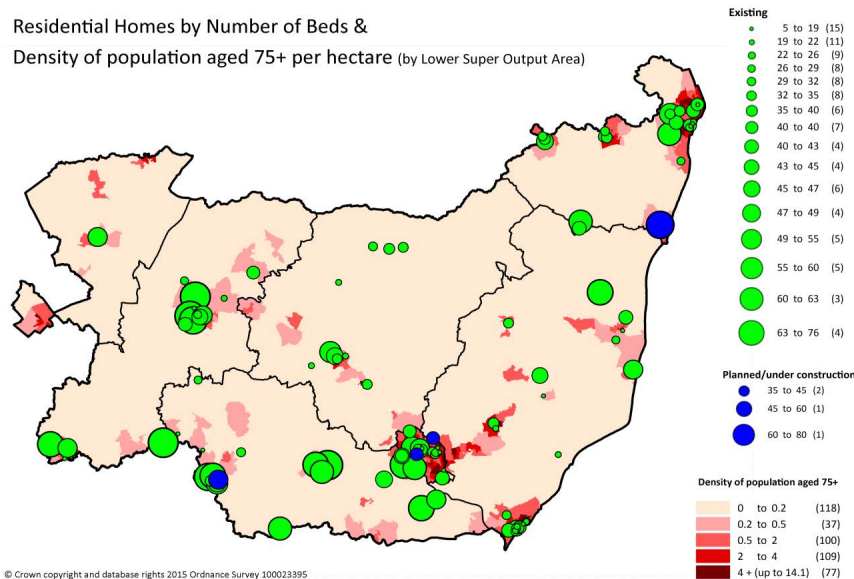 Residential Homes by Number of Beds &
Density of population aged 75+ per hectare (by Lower Super Output Area)
Existing
5 to 19 (15)
19 to 22 (11)
22 to 26 (9)
26 to 29 (8)
29 to 32 (8)
32 to 35 (8)
35 to 40 (6)
40 to 40 (7)
40 to 43 (4)
43 to 45 (4)
45 to 47 (6)
47 to 49 (4)
49 to 55 (5)
55 to 60 (5)
60 to 63 (3)
63 to 76 (4)
Planned/under construction
35 to 45 (2)
45 to 60 (1)
60 to 80 (1)
Density of population aged 75+
0 to 0.2 (118)
0.2 to 0.5 (37)
0.5 to 2 (100)
2 to 4 (109)
4 + (up to 14.1) (77)
© Crown copyright and database rights 2015 Ordnance Survey 100023395